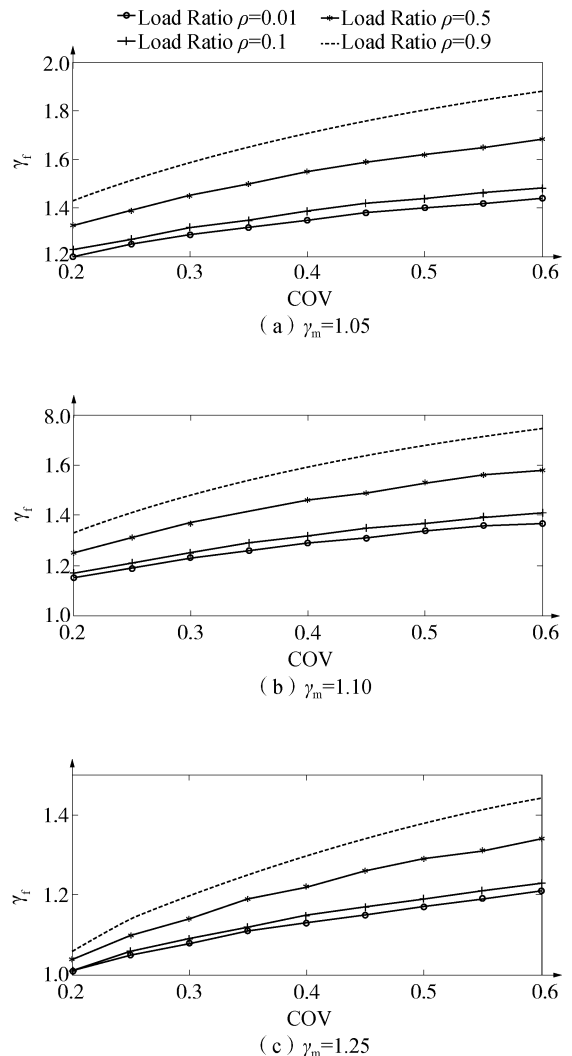 Load Ratio ρ=0.01 Load Ratio ρ=0.5
Load Ratio ρ=0.1 Load Ratio ρ=0.9
2.0
1.8
1.6
1.4
1.2
γf
0.2 0.3 0.4 0.5 0.6
COV
(a) γm=1.05
8.0
1.6
1.4
1.2
1.0
γf
0.2 0.3 0.4 0.5 0.6
COV
(b) γm=1.10
1.4
1.2
1.0
γf
0.2 0.3 0.4 0.5 0.6
COV
(c) γm=1.25